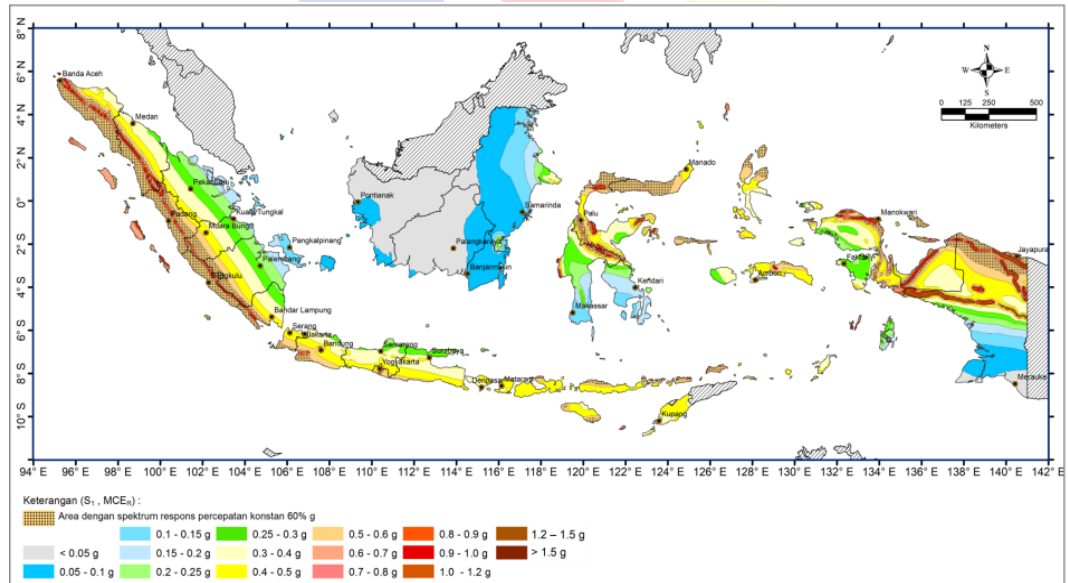 8° N
6° N
4° N
2° N
0°
2° S
4° S
6° S
8° S
10° S
94° E 96° E 98° E 100° E 102° E 104° E 106° E 108° E 110° E 112° E 114° E 116° E 118° E 120° E 122° E 124° E 126° E 128° E 130° E 132° E 134° E 136° E 138° E 140° E 142° E
N
W E
S
0 125 250 500
Kilometers
Banda Aceh
Medan
Pekanbaru
Padang
Kuala Tungkal
Muara Bungo
Pangkalpinang
Palembang
Bengkulu
Bandar Lampung
Serang
Jakarta
Bandung
Semarang
Yogyakarta
Surabaya
Denpasar
Mataram
Kupang
Pontianak
Palangkaraya
Samarinda
Banjarmasin
Manado
Palu
Kendari
Makassar
Ambon
Manokwari
Jayapura
Merauke
Keterangan (S₁ , MCEᵣ) :
Area dengan spektrum respons percepatan konstan 60% g
< 0.05 g
0.05 - 0.1 g
0.1 - 0.15 g
0.15 - 0.2 g
0.2 - 0.25 g
0.25 - 0.3 g
0.3 - 0.4 g
0.4 - 0.5 g
0.5 - 0.6 g
0.6 - 0.7 g
0.7 - 0.8 g
0.8 - 0.9 g
0.9 - 1.0 g
1.0 - 1.2 g
1.2 – 1.5 g
> 1.5 g